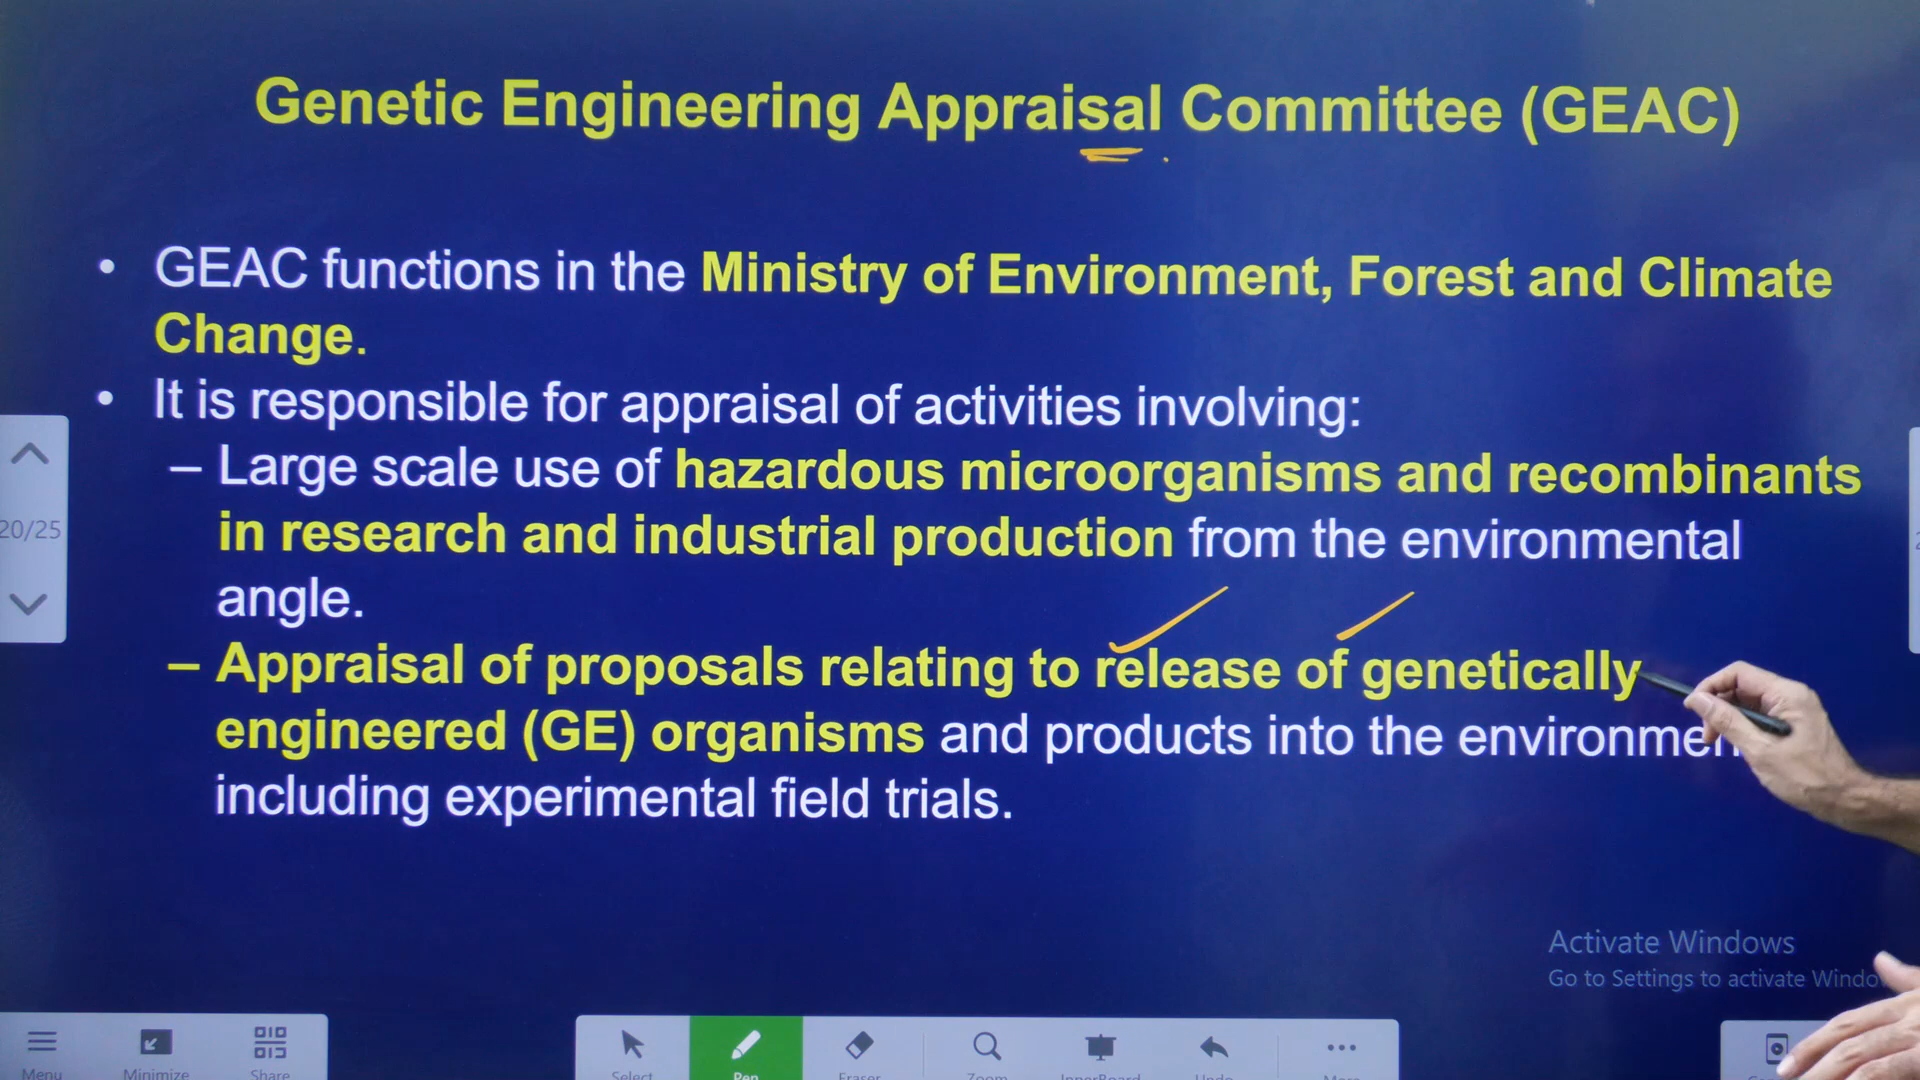 Genetic Engineering Appraisal Committee (GEAC)
• GEAC functions in the Ministry of Environment, Forest and Climate
Change.
• It is responsible for appraisal of activities involving:
– Large scale use of hazardous microorganisms and recombinants
in research and industrial production from the environmental
angle.
– Appraisal of proposals relating to release of genetically
engineered (GE) organisms and products into the
including experimental field trials.
20/25
Activate Windows
Go to Settings to activate
Menu Minimize Share Select Pen Eraser Zoom InnerBoard Undo More